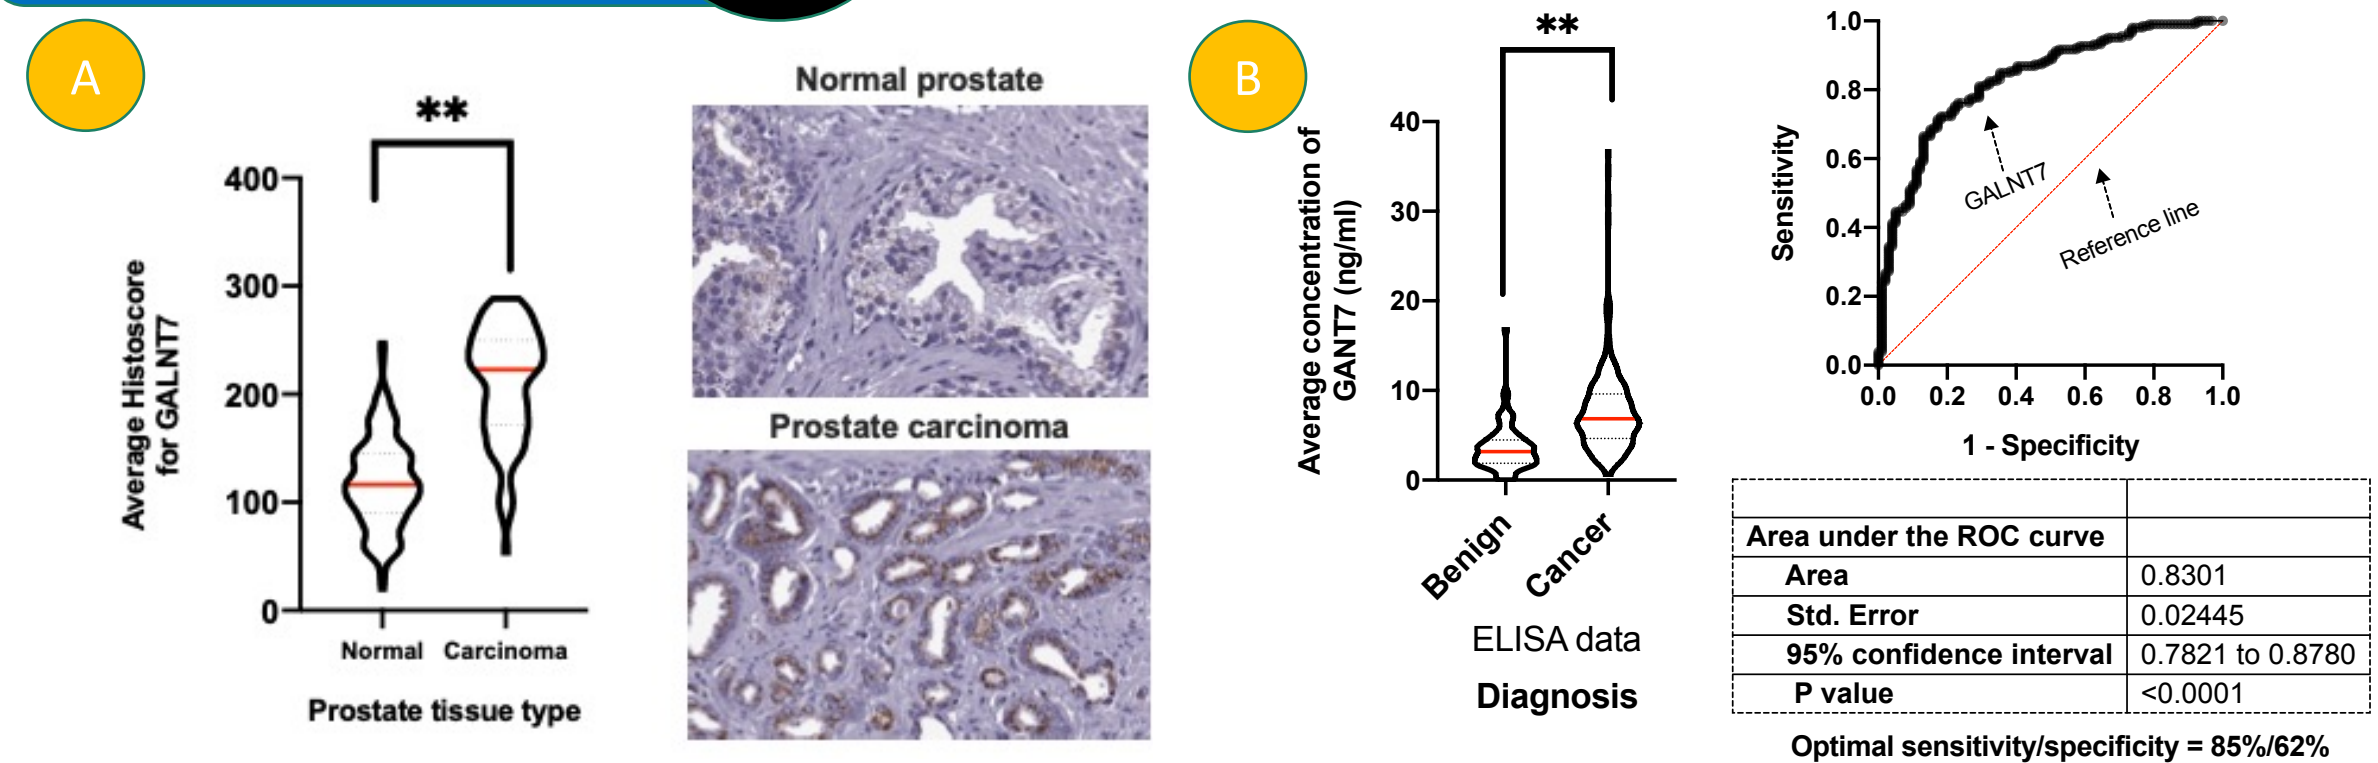 A
**
400
300
200
100
0
Average Histoscore
for GALNT7
Normal
Carcinoma
Prostate tissue type
Normal prostate
Prostate carcinoma
B
**
40
30
20
10
0
Average concentration of
GANT7 (ng/ml)
Benign
Cancer
ELISA data
Diagnosis
1.0
0.8
0.6
0.4
0.2
0.0
Sensitivity
GALNT7
Reference line
0.0 0.2 0.4 0.6 0.8 1.0
1 - Specificity
Area under the ROC curve
Area 0.8301
Std. Error 0.02445
95% confidence interval 0.7821 to 0.8780
P value <0.0001
Optimal sensitivity/specificity = 85%/62%